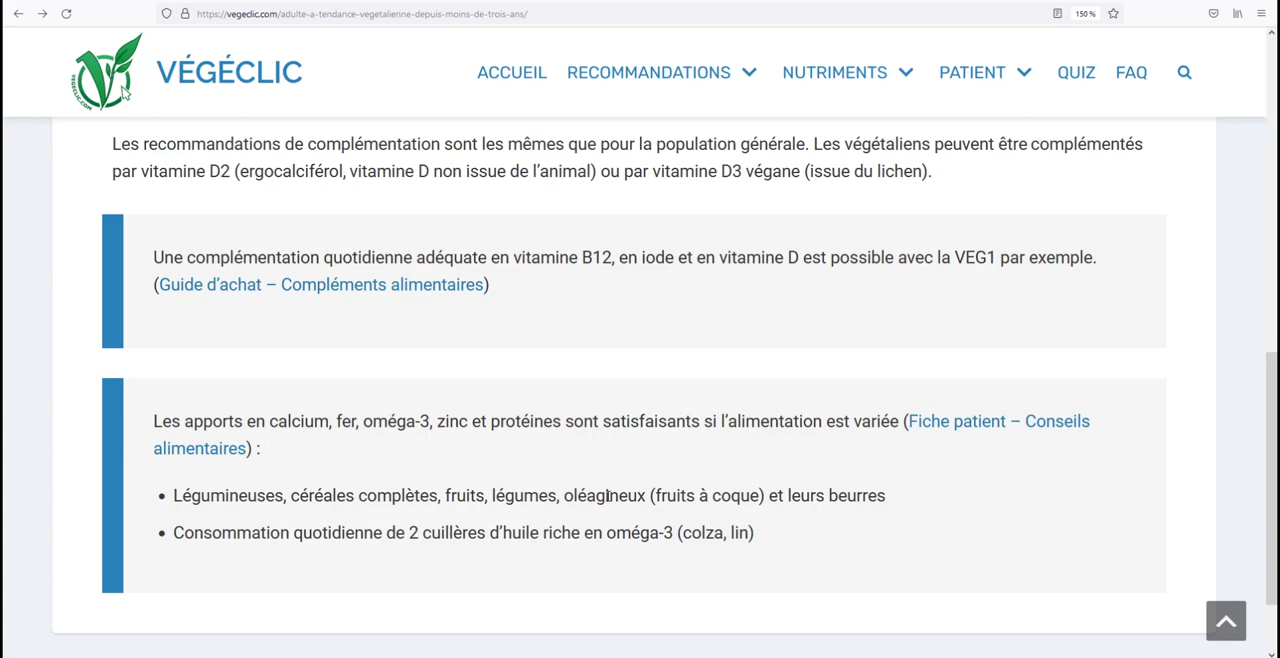 https://vegeclic.com/adulte-a-tendance-vegetalienne-depuis-moins-de-trois-ans/
150 %
VEGECLIC.COM
VÉGÉCLIC
ACCUEIL RECOMMANDATIONS NUTRIMENTS PATIENT QUIZ FAQ
Les recommandations de complémentation sont les mêmes que pour la population générale. Les végétaliens peuvent être complémentés
par vitamine D2 (ergocalciférol, vitamine D non issue de l’animal) ou par vitamine D3 végane (issue du lichen).
Une complémentation quotidienne adéquate en vitamine B12, en iode et en vitamine D est possible avec la VEG1 par exemple.
(Guide d’achat – Compléments alimentaires)
Les apports en calcium, fer, oméga-3, zinc et protéines sont satisfaisants si l’alimentation est variée (Fiche patient – Conseils
alimentaires) :
• Légumineuses, céréales complètes, fruits, légumes, oléagineux (fruits à coque) et leurs beurres
• Consommation quotidienne de 2 cuillères d’huile riche en oméga-3 (colza, lin)